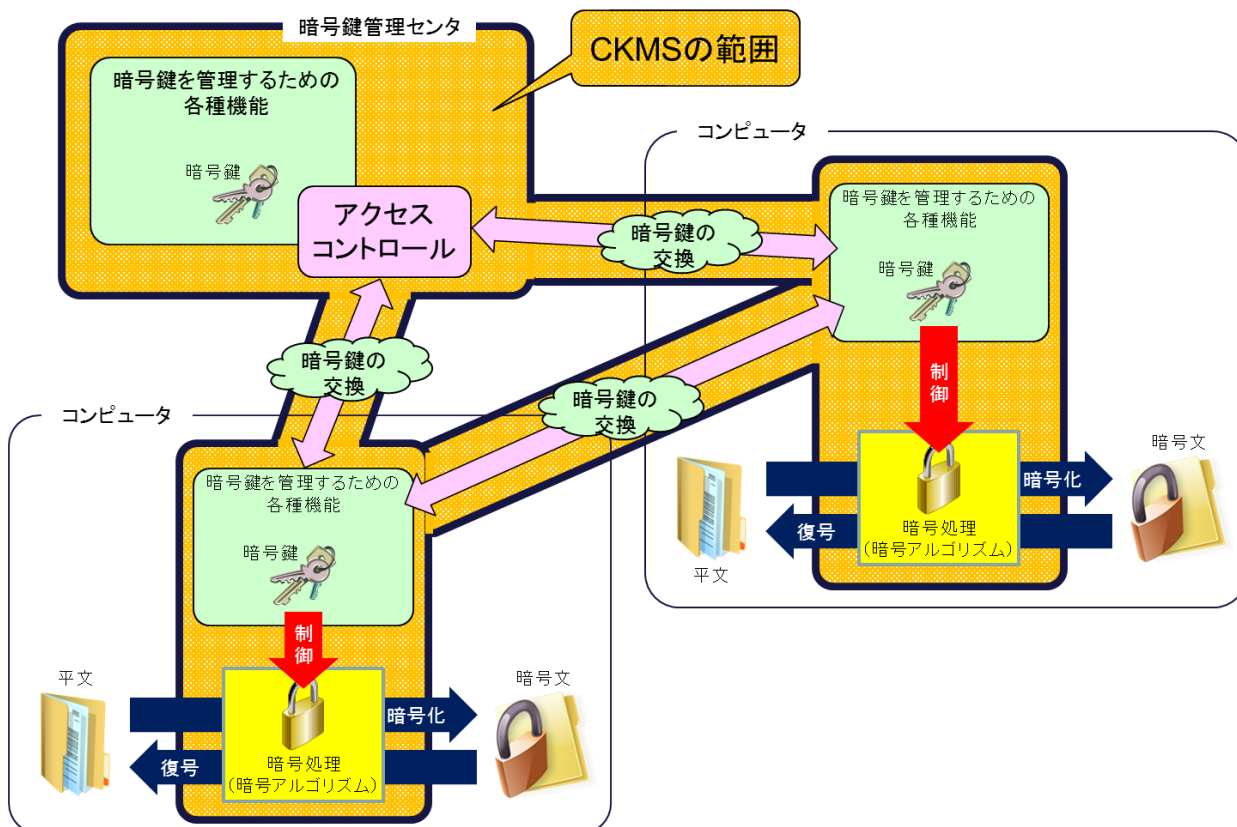 暗号鍵管理センタ
CKMSの範囲
暗号鍵を管理するための
各種機能
暗号鍵
アクセス
コントロール
コンピュータ
暗号鍵を管理するための
各種機能
暗号鍵
暗号鍵の
交換
制御
暗号処理
(暗号アルゴリズム)
暗号化
復号
平文
暗号文
暗号鍵の
交換
暗号鍵の
交換
コンピュータ
暗号鍵を管理するための
各種機能
暗号鍵
制御
平文
暗号文
暗号化
復号
暗号処理
(暗号アルゴリズム)